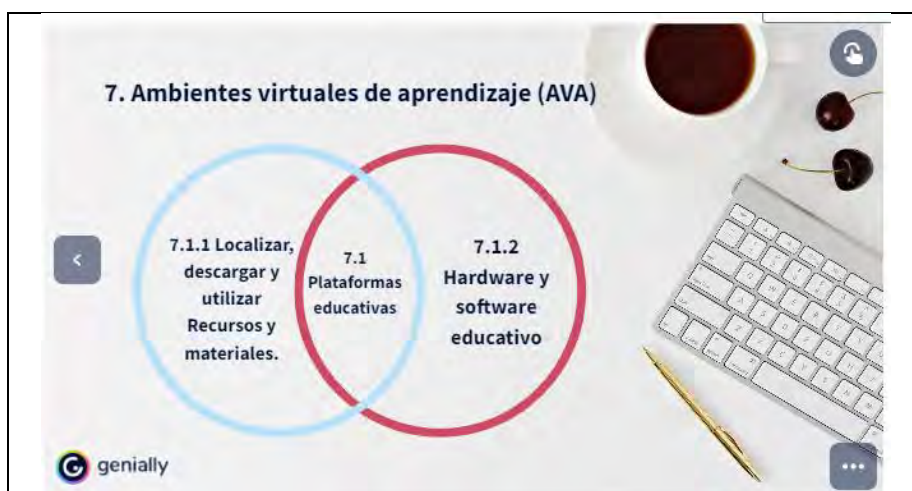 7. Ambientes virtuales de aprendizaje (AVA)
7.1.1 Localizar,
descargar y
utilizar
Recursos y
materiales.
7.1
Plataformas
educativas
7.1.2
Hardware y
software
educativo
genially